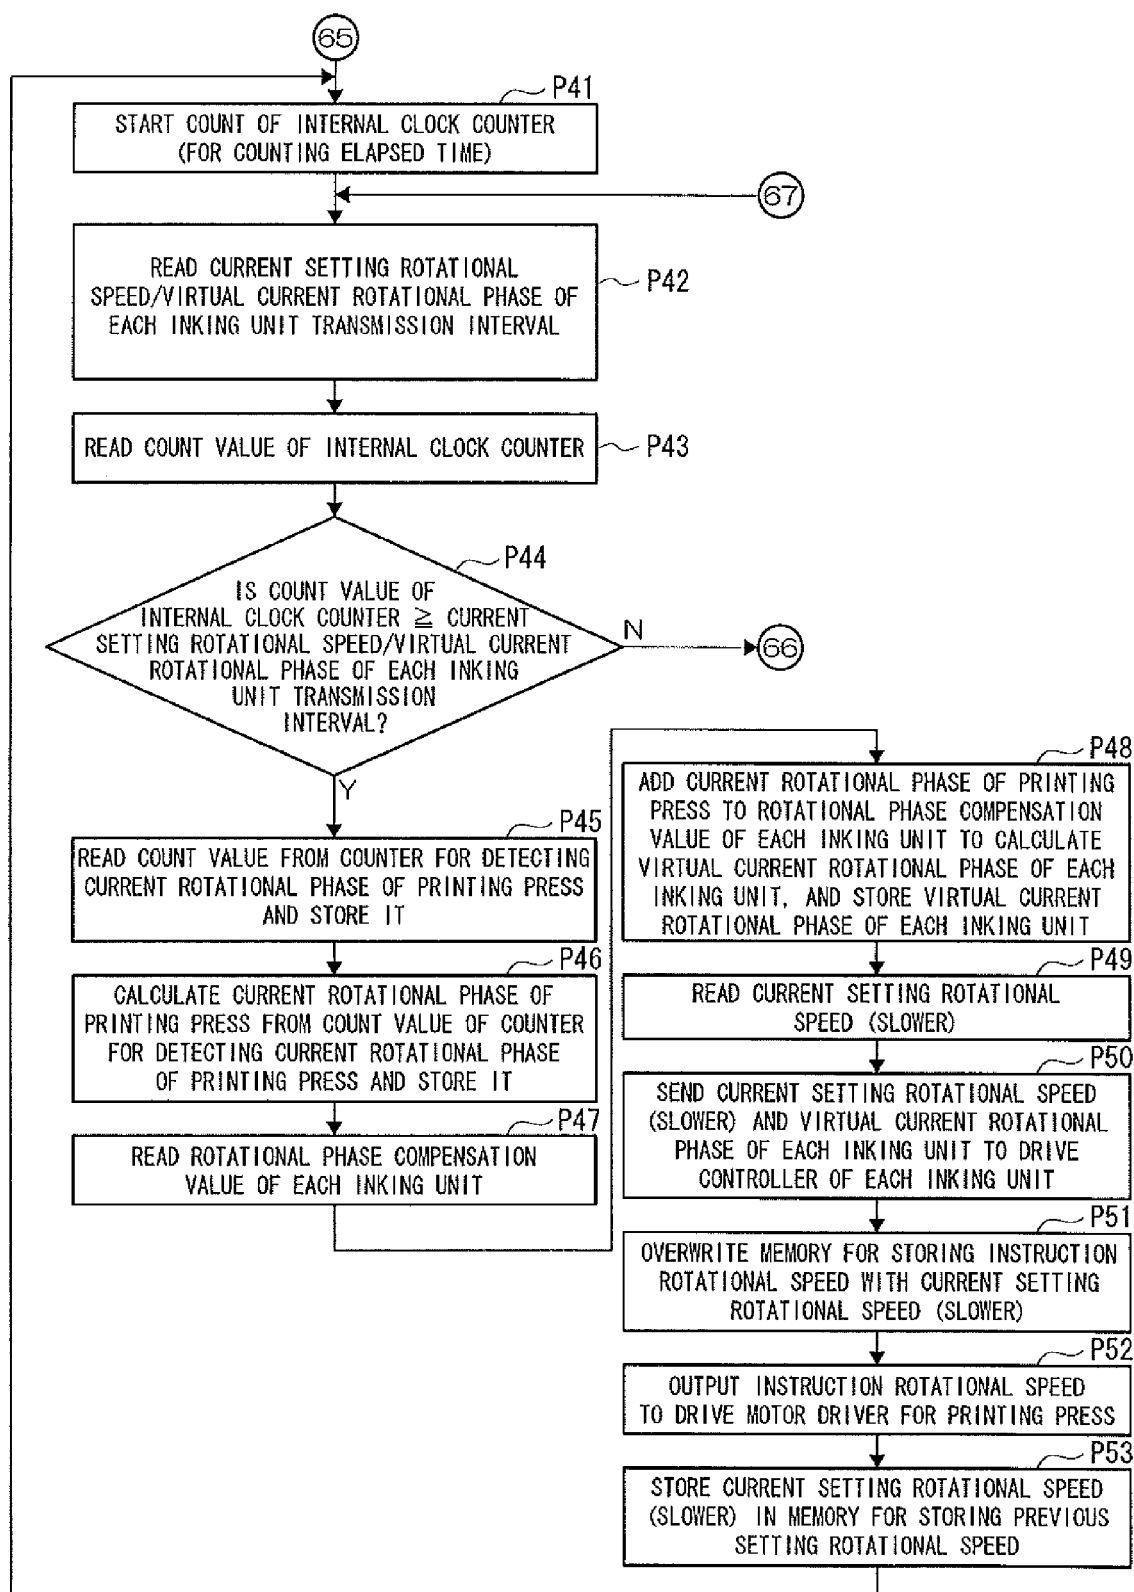 65
P41
START COUNT OF INTERNAL CLOCK COUNTER
(FOR COUNTING ELAPSED TIME)
67
P42
READ CURRENT SETTING ROTATIONAL
SPEED/VIRTUAL CURRENT ROTATIONAL PHASE OF
EACH INKING UNIT TRANSMISSION INTERVAL
P43
READ COUNT VALUE OF INTERNAL CLOCK COUNTER
P44
IS COUNT VALUE OF
INTERNAL CLOCK COUNTER ≧ CURRENT
SETTING ROTATIONAL SPEED/VIRTUAL CURRENT
ROTATIONAL PHASE OF EACH INKING
UNIT TRANSMISSION
INTERVAL?
N
66
Y
P45
READ COUNT VALUE FROM COUNTER FOR DETECTING
CURRENT ROTATIONAL PHASE OF PRINTING PRESS
AND STORE IT
P46
CALCULATE CURRENT ROTATIONAL PHASE OF
PRINTING PRESS FROM COUNT VALUE OF COUNTER
FOR DETECTING CURRENT ROTATIONAL PHASE
OF PRINTING PRESS AND STORE IT
P47
READ ROTATIONAL PHASE COMPENSATION
VALUE OF EACH INKING UNIT
P48
ADD CURRENT ROTATIONAL PHASE OF PRINTING
PRESS TO ROTATIONAL PHASE COMPENSATION
VALUE OF EACH INKING UNIT TO CALCULATE
VIRTUAL CURRENT ROTATIONAL PHASE OF EACH
INKING UNIT, AND STORE VIRTUAL CURRENT
ROTATIONAL PHASE OF EACH INKING UNIT
P49
READ CURRENT SETTING ROTATIONAL
SPEED (SLOWER)
P50
SEND CURRENT SETTING ROTATIONAL SPEED
(SLOWER) AND VIRTUAL CURRENT ROTATIONAL
PHASE OF EACH INKING UNIT TO DRIVE
CONTROLLER OF EACH INKING UNIT
P51
OVERWRITE MEMORY FOR STORING INSTRUCTION
ROTATIONAL SPEED WITH CURRENT SETTING
ROTATIONAL SPEED (SLOWER)
P52
OUTPUT INSTRUCTION ROTATIONAL SPEED
TO DRIVE MOTOR DRIVER FOR PRINTING PRESS
P53
STORE CURRENT SETTING ROTATIONAL SPEED
(SLOWER) IN MEMORY FOR STORING PREVIOUS
SETTING ROTATIONAL SPEED